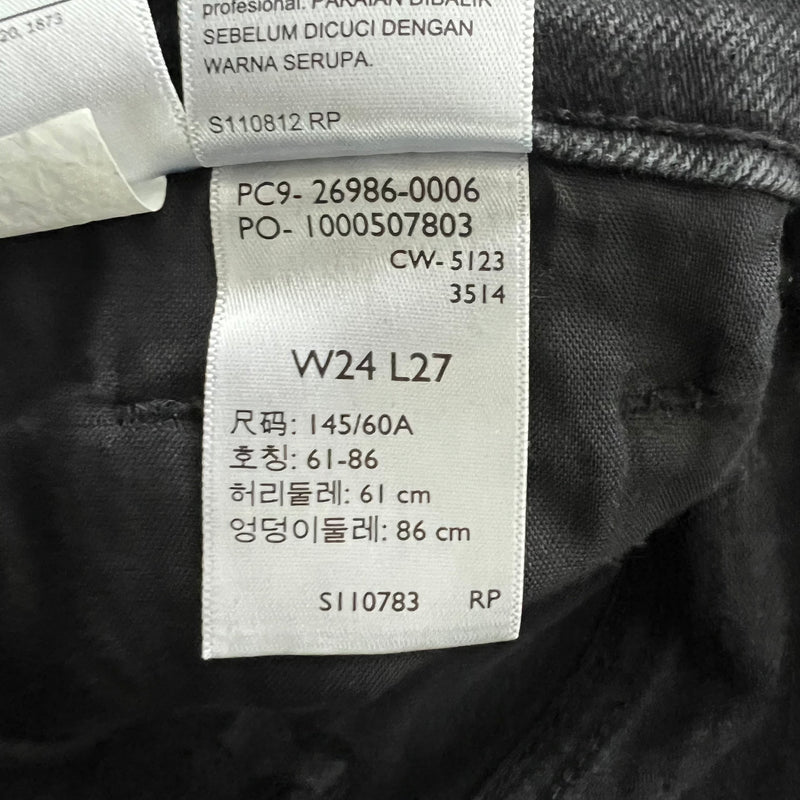 20, 1873
profesional. PAKAIAN DIBALIK
SEBELUM DICUCI DENGAN
WARNA SERUPA.
S110812 RP
PC9- 26986-0006
PO- 1000507803
CW- 5123
3514
W24 L27
尺码: 145/60A
호칭: 61-86
허리둘레: 61 cm
엉덩이둘레: 86 cm
S110783 RP